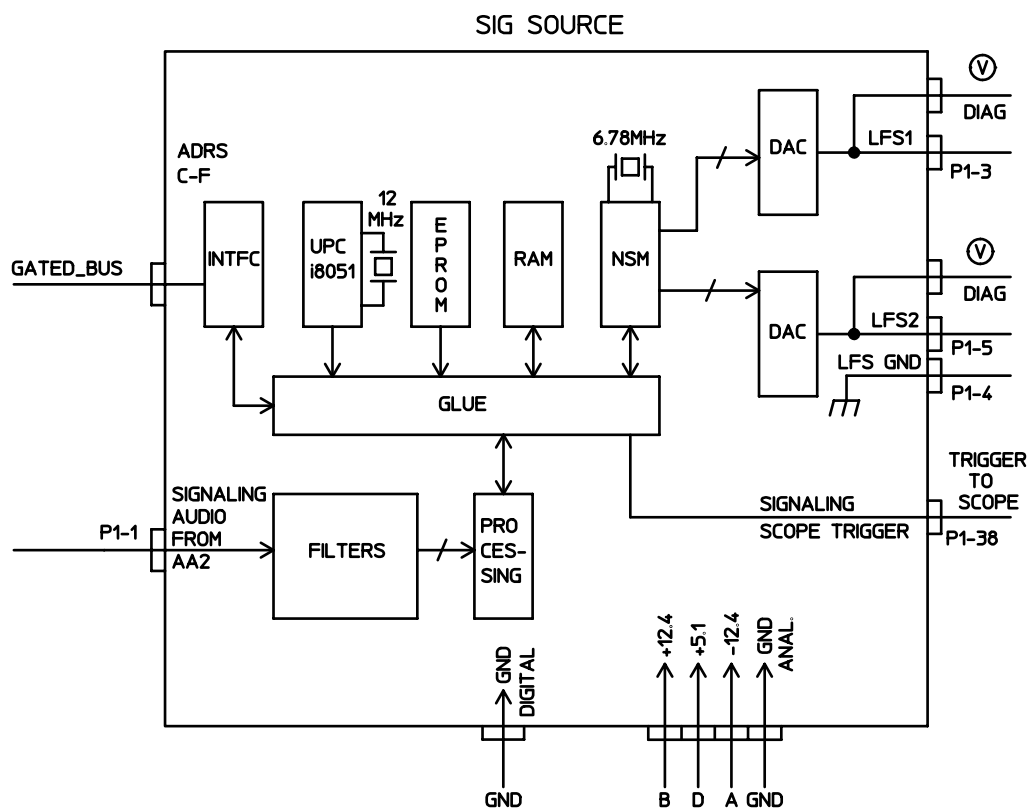 SIG SOURCE
V
DIAG
ADRS
C-F
6.78MHz
DAC
LFS1
P1-3
12
MHz
INTFC
UPC
i8051
EPROM
RAM
NSM
GATED_BUS
V
DIAG
DAC
LFS2
P1-5
LFS GND
P1-4
GLUE
TRIGGER
TO
SCOPE
SIGNALING
AUDIO
FROM
AA2
P1-1
FILTERS
PRO
CES-
SING
SIGNALING
SCOPE TRIGGER
P1-38
GND
DIGITAL
+12.4
+5.1
-12.4
GND
ANAL.
GND
B
D
A
GND